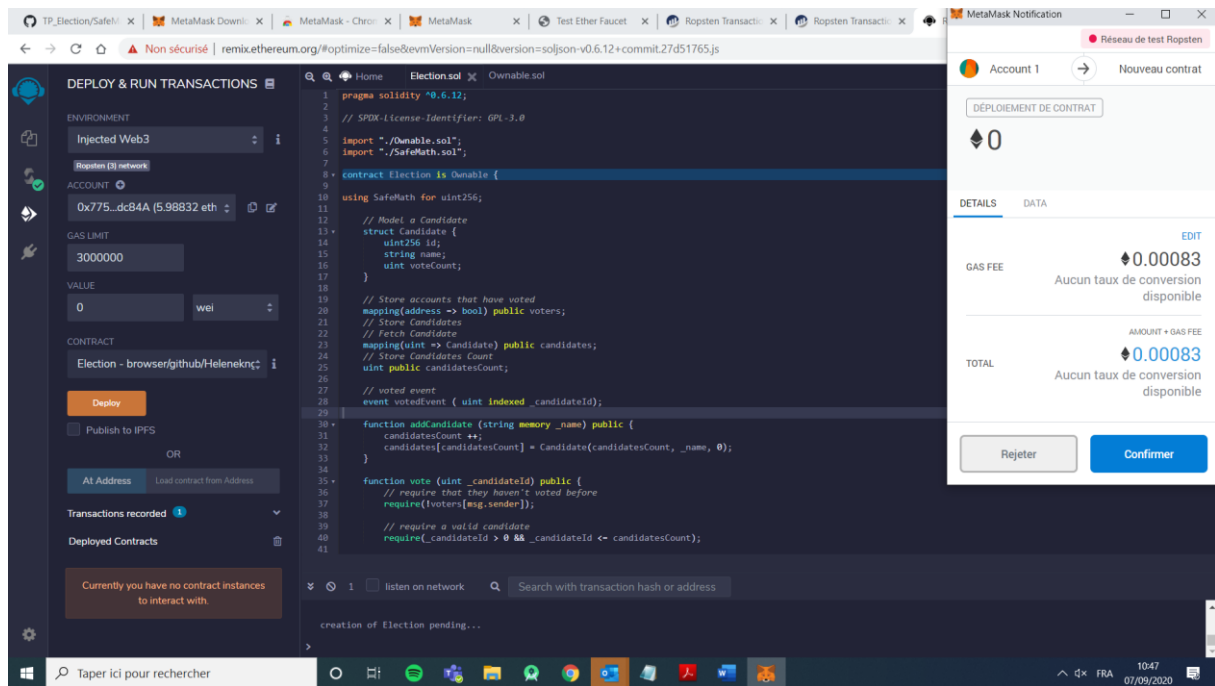 TP_Election/SafeM
MetaMask Downlo
MetaMask - Chron
MetaMask
Test Ether Faucet
Ropsten Transactic
Ropsten Transactic
Non sécurisé | remix.ethereum.org/#optimize=false&evmVersion=null&version=soljson-v0.6.12+commit.27d51765.js
DEPLOY & RUN TRANSACTIONS
ENVIRONMENT
Injected Web3
Ropsten (3) network
ACCOUNT
0x775...dc84A (5.98832 eth
GAS LIMIT
3000000
VALUE
0
wei
CONTRACT
Election - browser/github/Helenekn
Deploy
Publish to IPFS
OR
At Address
Load contract from Address
Transactions recorded 1
Deployed Contracts
Currently you have no contract instances
to interact with.
Home
Election.sol
Ownable.sol
1 pragma solidity ^0.6.12;
2
3 // SPDX-License-Identifier: GPL-3.0
4
5 import "./Ownable.sol";
6 import "./SafeMath.sol";
7
8 contract Election is Ownable {
9
10 using SafeMath for uint256;
11
12 // Model a Candidate
13 struct Candidate {
14 uint256 id;
15 string name;
16 uint voteCount;
17 }
18
19 // Store accounts that have voted
20 mapping(address => bool) public voters;
21 // Store Candidates
22 // Fetch Candidate
23 mapping(uint => Candidate) public candidates;
24 // Store Candidates Count
25 uint public candidatesCount;
26
27 // voted event
28 event votedEvent ( uint indexed _candidateId);
29
30 function addCandidate (string memory _name) public {
31 candidatesCount ++;
32 candidates[candidatesCount] = Candidate(candidatesCount, _name, 0);
33 }
34
35 function vote (uint _candidateId) public {
36 // require that they haven't voted before
37 require(!voters[msg.sender]);
38
39 // require a valid candidate
40 require(_candidateId > 0 && _candidateId <= candidatesCount);
41
1
listen on network
Search with transaction hash or address
creation of Election pending...
>
MetaMask Notification
Réseau de test Ropsten
Account 1
Nouveau contrat
DÉPLOIEMENT DE CONTRAT
0
DETAILS
DATA
EDIT
GAS FEE
0.00083
Aucun taux de conversion
disponible
AMOUNT + GAS FEE
TOTAL
0.00083
Aucun taux de conversion
disponible
Rejeter
Confirmer
Taper ici pour rechercher
FRA
10:47
07/09/2020